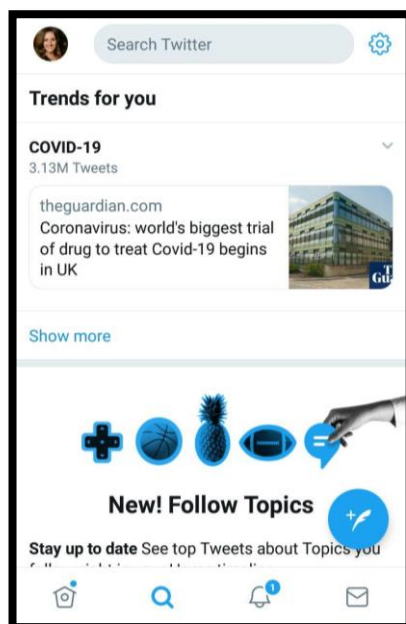 Search Twitter
Trends for you
COVID-19
3.13M Tweets
theguardian.com
Coronavirus: world's biggest trial
of drug to treat Covid-19 begins
in UK
Gu
Show more
New! Follow Topics
Stay up to date See top Tweets about Topics you
1